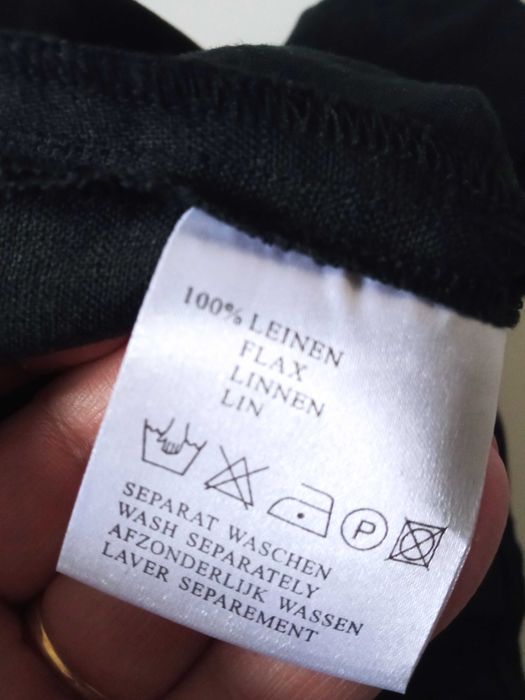 100% LEINEN
FLAX
LINNEN
LIN
P
SEPARAT WASCHEN
WASH SEPARATELY
AFZONDERLIJK WASSEN
LAVER SEPAREMENT